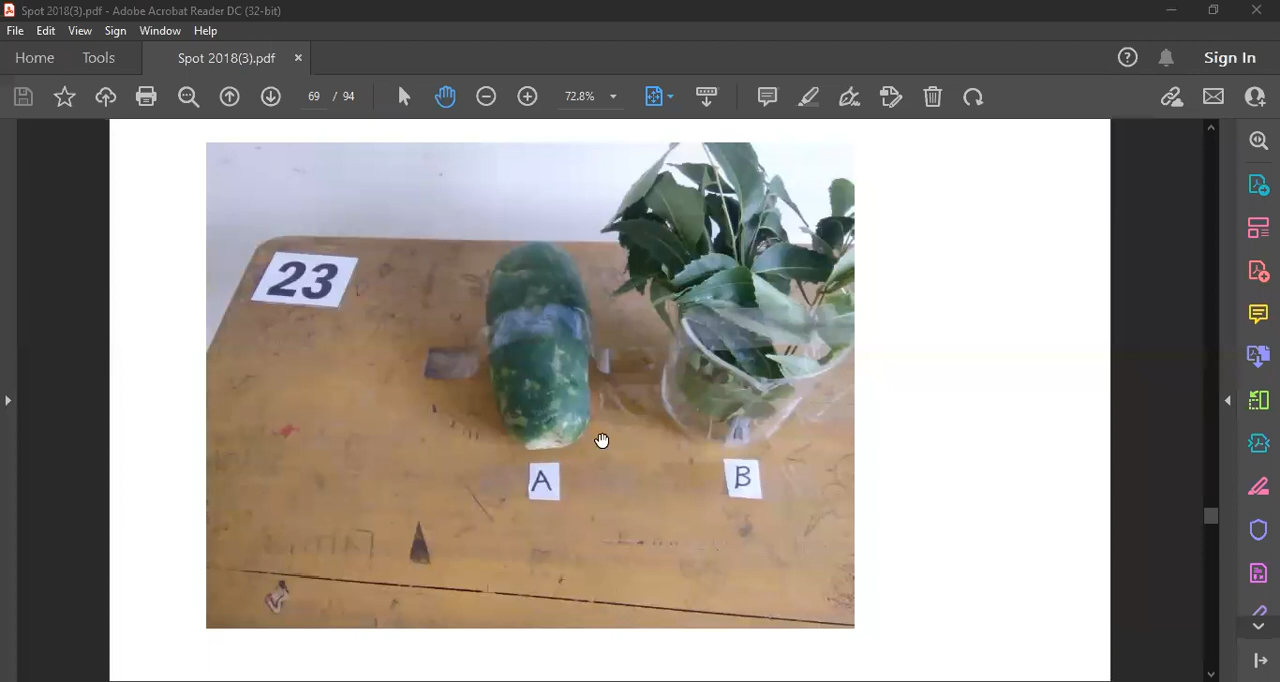 Spot 2018(3).pdf - Adobe Acrobat Reader DC (32-bit)
File Edit View Sign Window Help
Home Tools Spot 2018(3).pdf × Sign In
69 / 94 72.8%
23
A B